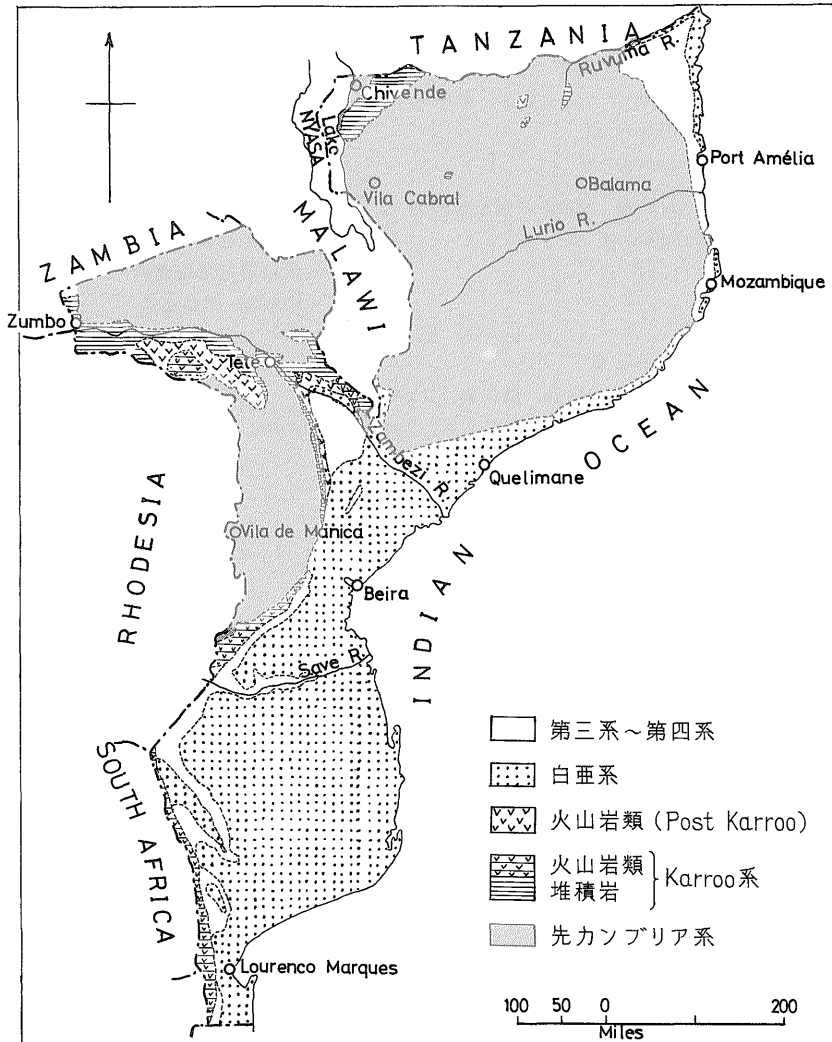 TANZANIA
Ruvuma R.
Chivende
Lake
NYASA
Port Amélia
Vila Cabral
Balama
Lurio R.
MALAWI
ZAMBIA
Mozambique
Zumbo
Tete
Zambezi R.
Quelimane
INDIAN OCEAN
RHODESIA
Vila de Manica
Beira
Save R.
SOUTH AFRICA
Lourenco Marques
第三系～第四系
白亜系
火山岩類 (Post Karroo)
火山岩類
堆積岩
Karroo系
先カンブリア系
100 50 0 200
Miles